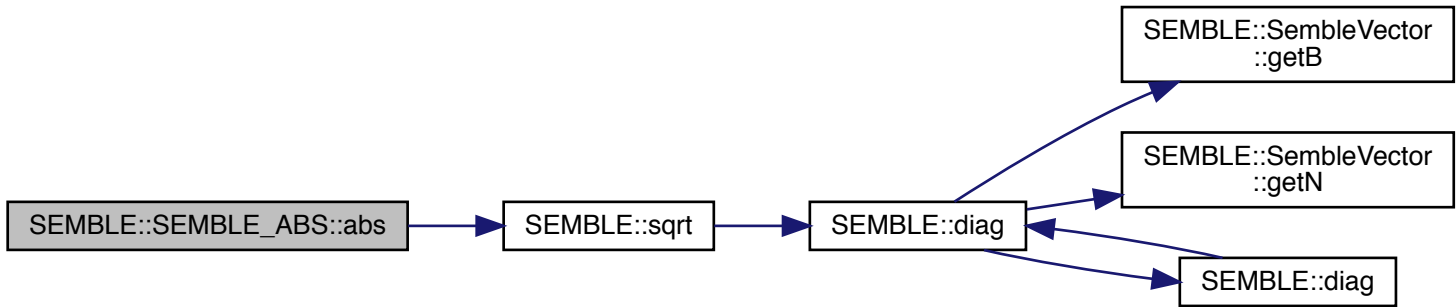 SEMBLE::SEMBLE_ABS::abs
SEMBLE::sqrt
SEMBLE::diag
SEMBLE::SembleVector
::getB
SEMBLE::SembleVector
::getN
SEMBLE::diag